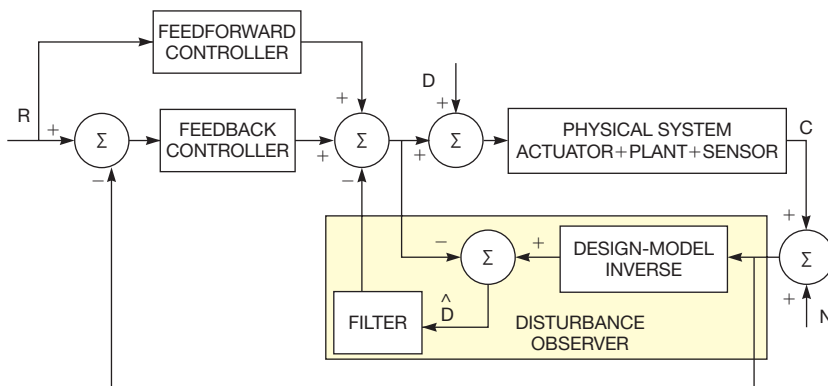 FEEDFORWARD
CONTROLLER
R
+
Σ
−
FEEDBACK
CONTROLLER
+
+
Σ
−
D
+
+
Σ
PHYSICAL SYSTEM
ACTUATOR+PLANT+SENSOR
C
+
Σ
+
N
DESIGN-MODEL
INVERSE
+
−
Σ
^
D
FILTER
DISTURBANCE
OBSERVER